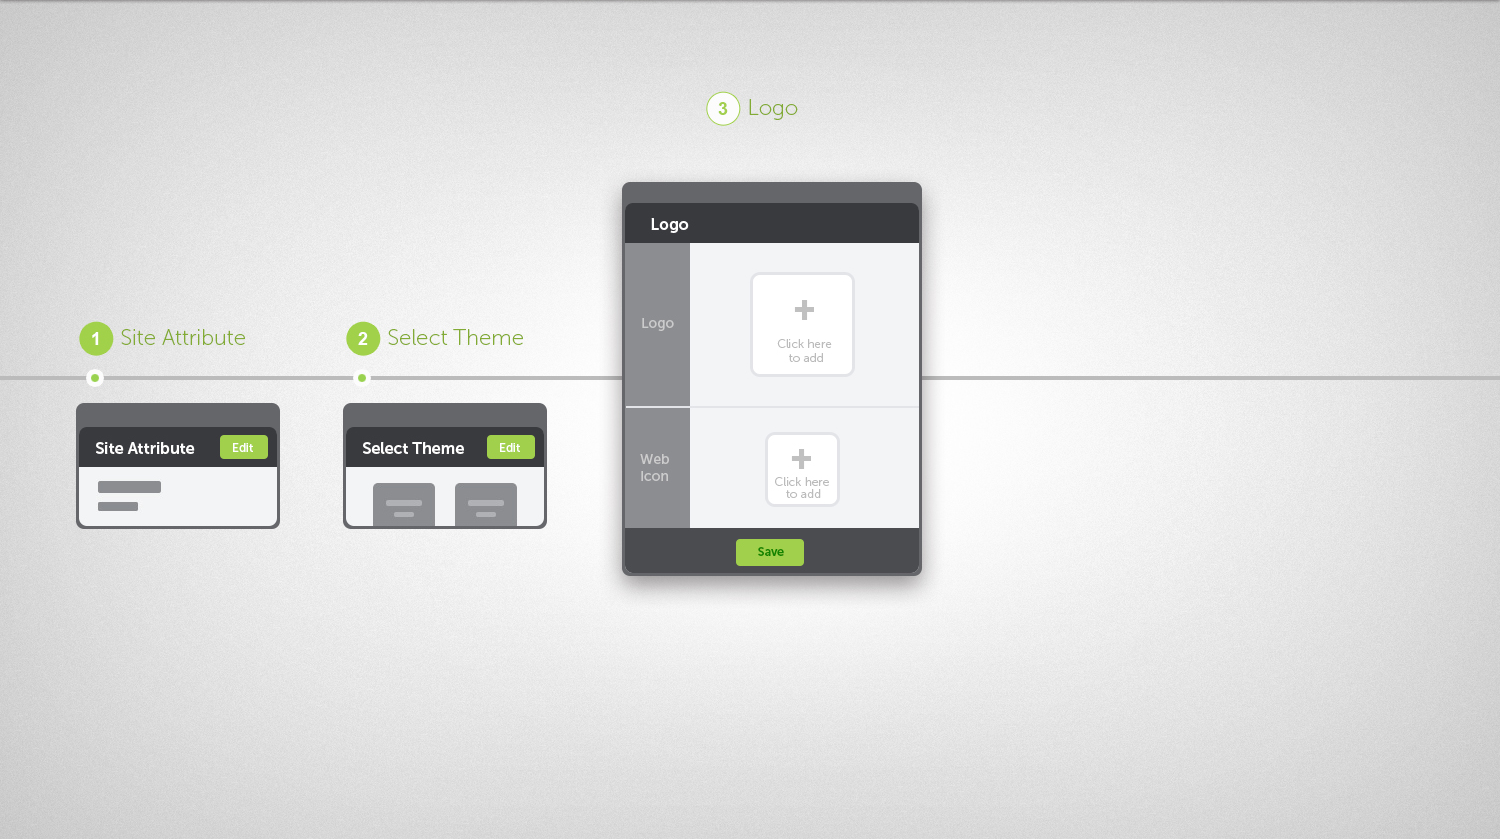 3 Logo
Logo
Logo
Click here
to add
1 Site Attribute
2 Select Theme
Site Attribute Edit
Select Theme Edit
Web
Icon
Click here
to add
Save